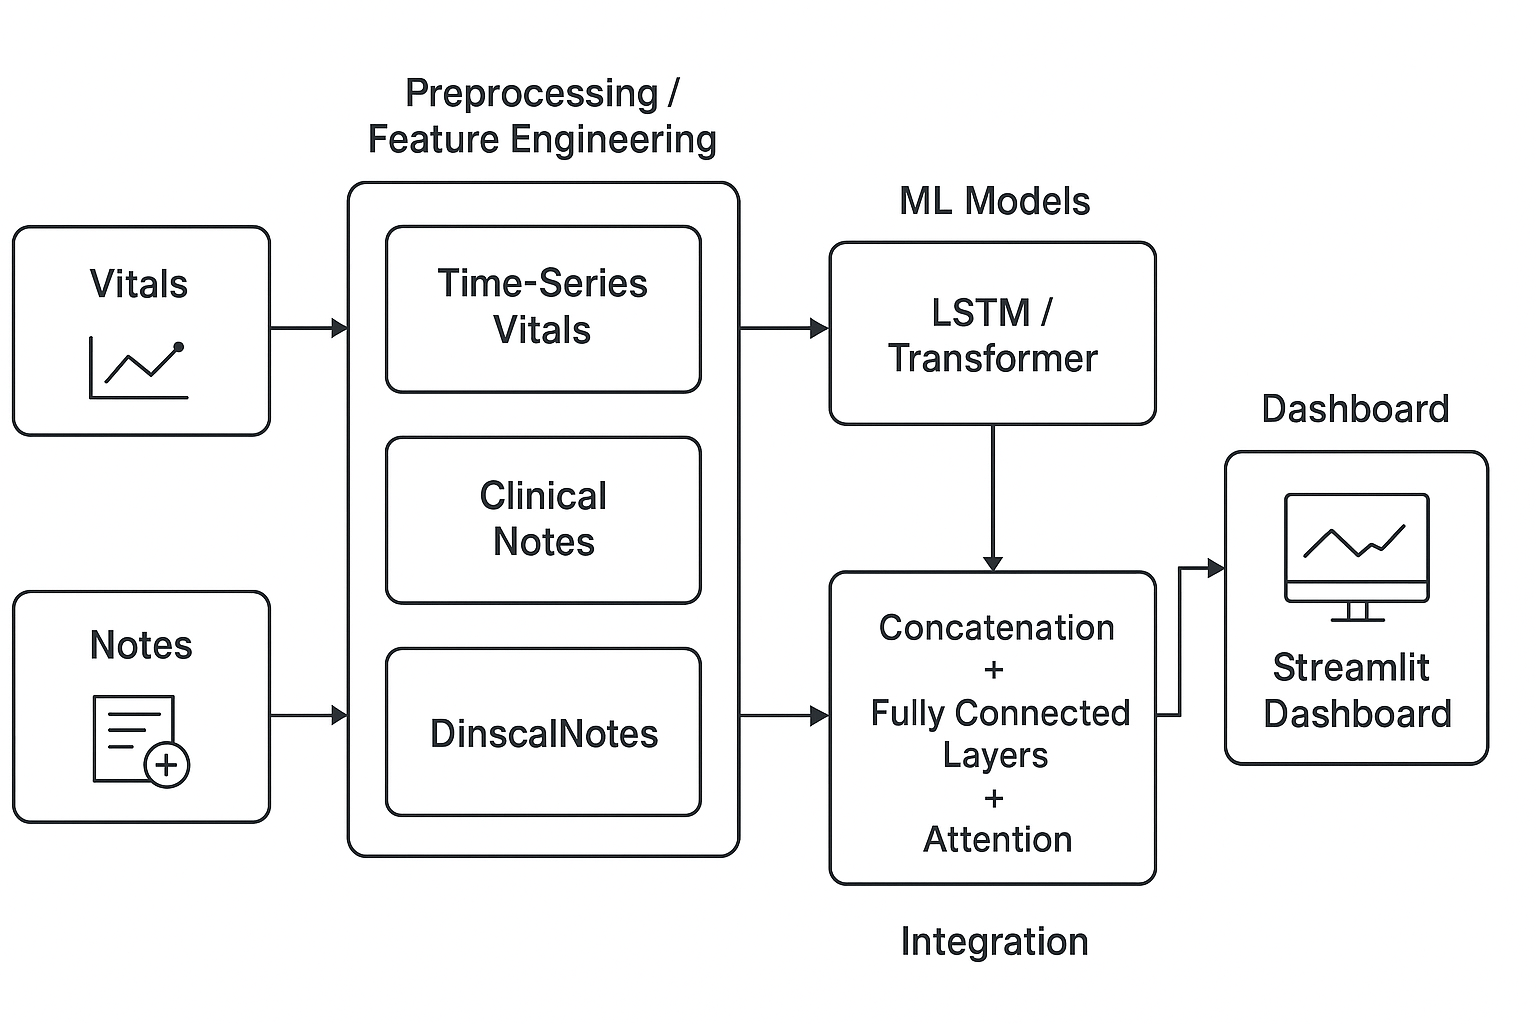 Preprocessing /
Feature Engineering
Vitals
Notes
Time-Series
Vitals
Clinical
Notes
DinscalNotes
ML Models
LSTM /
Transformer
Concatenation
+
Fully Connected
Layers
+
Attention
Integration
Dashboard
Streamlit
Dashboard